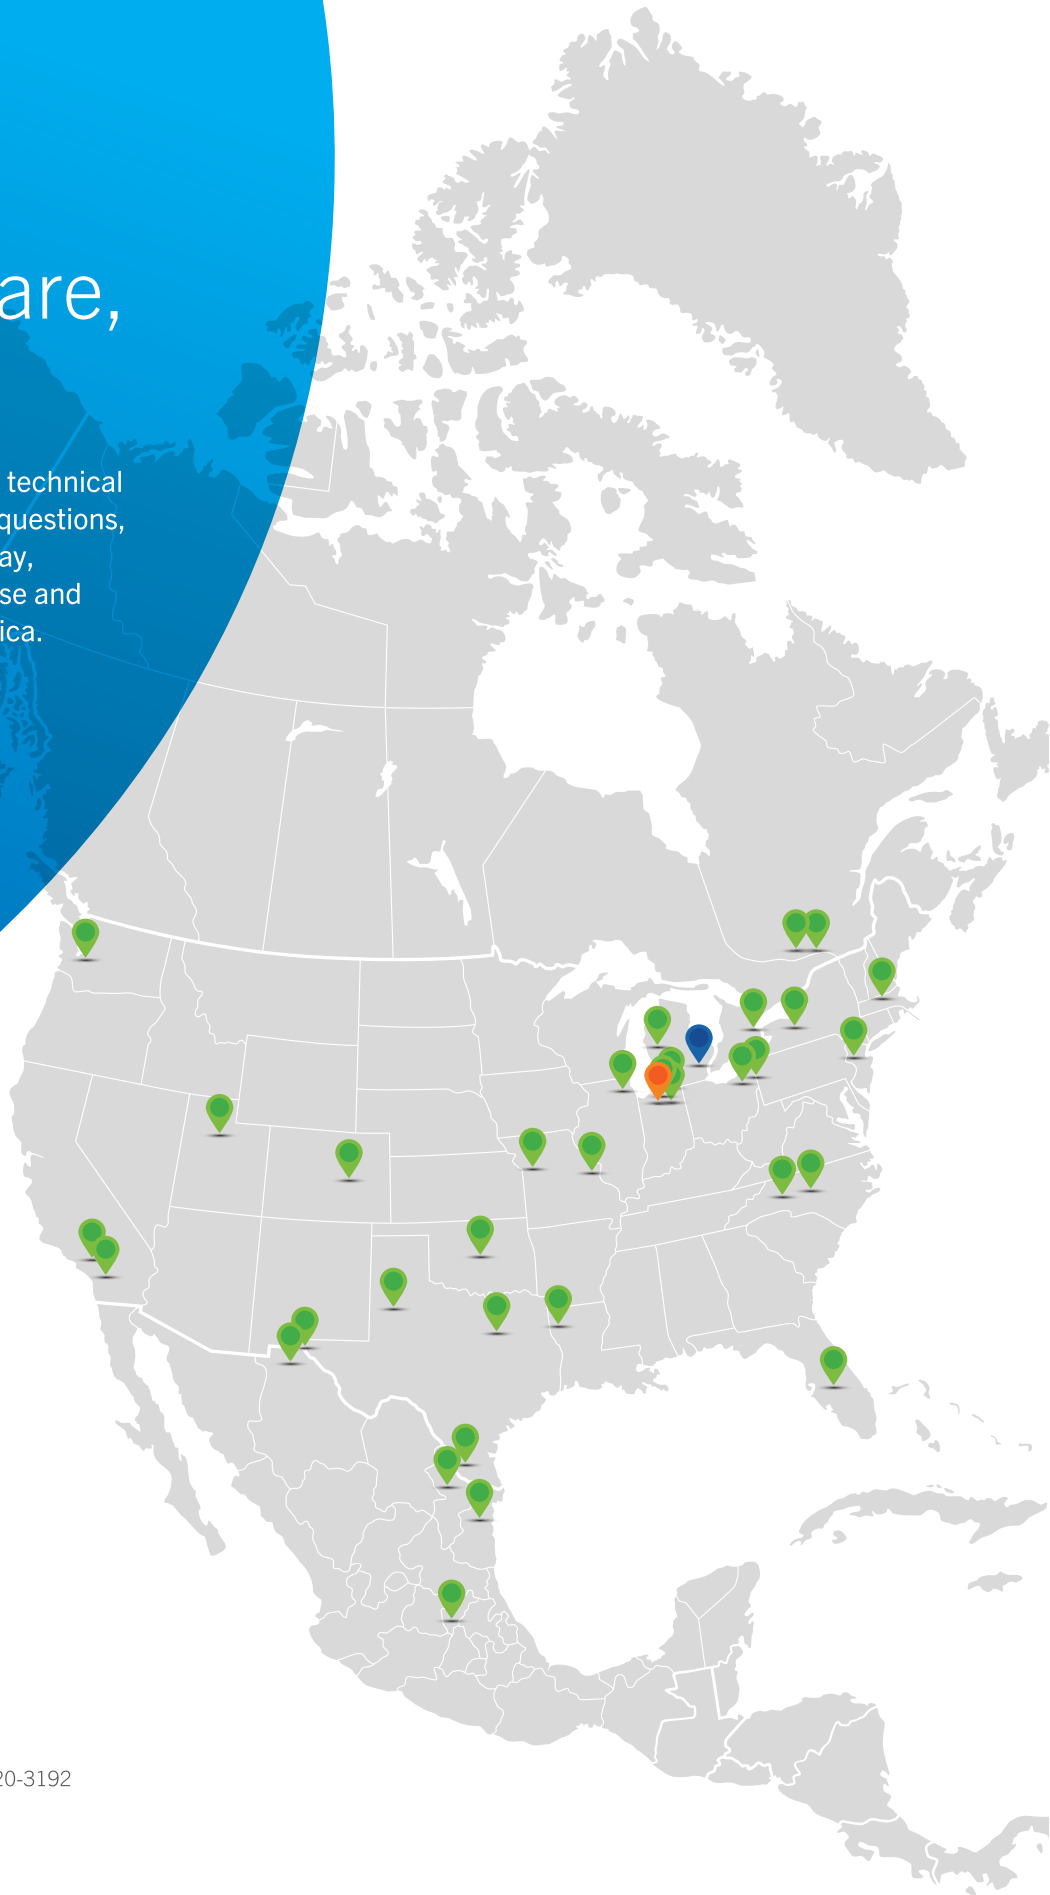 are,
technical
questions,
ay,
se and
ica.
20-3192